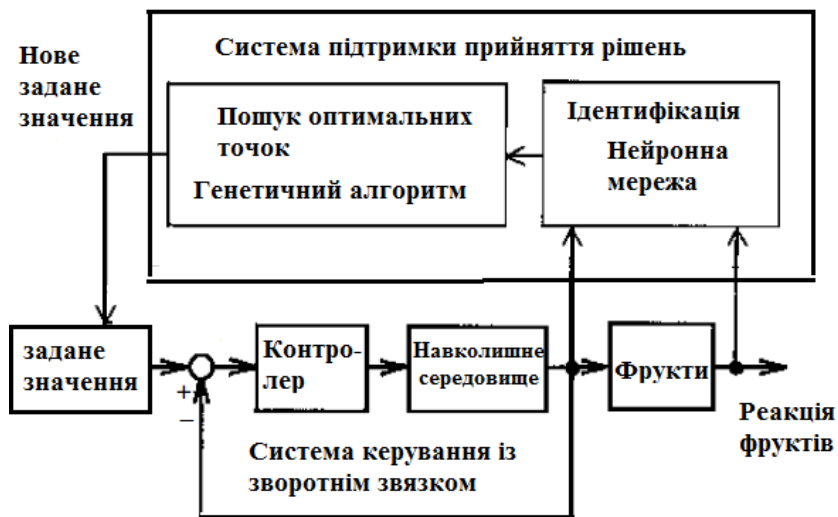 Система підтримки прийняття рішень
Нове
задане
значення
Пошук оптимальних
точок
Генетичний алгоритм
Ідентифікація
Нейронна
мережа
задане
значення
+
−
Контро-
лер
Навколишне
середовище
Фрукти
Реакція
фруктів
Система керування із
зворотнім звязком